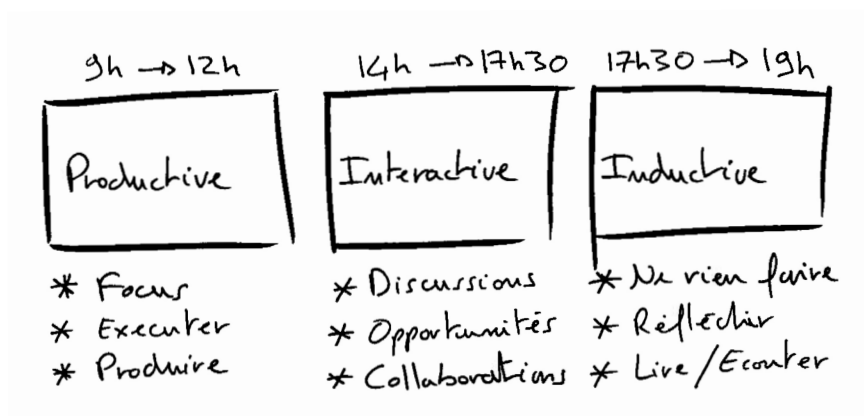 9h → 12h
14h → 17h30
17h30 → 19h
Productive
Interactive
Inductive
* Focus
* Executer
* Produire
* Discussions
* Opportunités
* Collaborations
* Ne rien faire
* Réfléchir
* Live / Ecouter